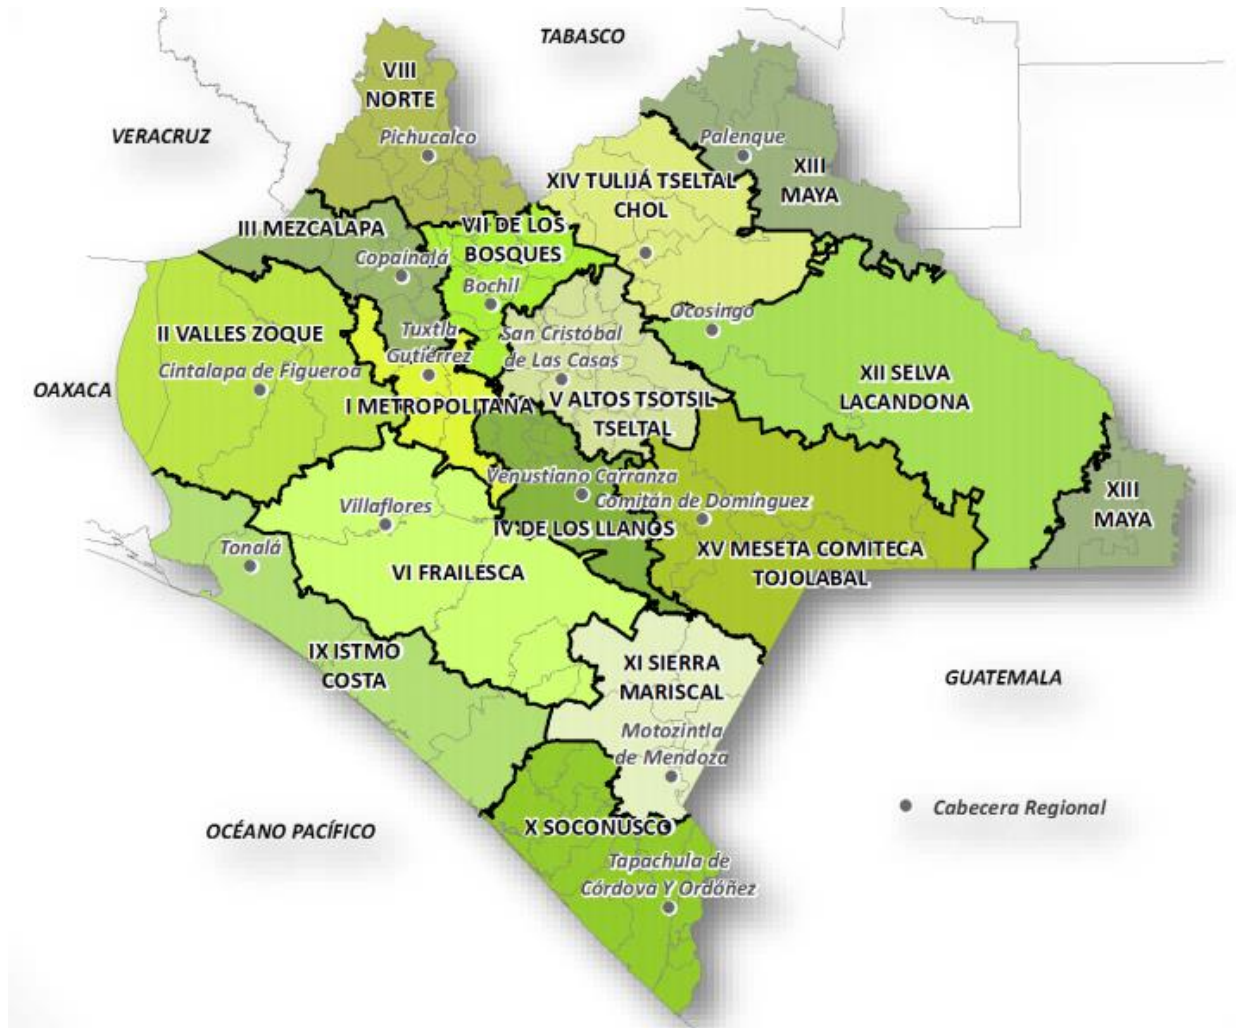 TABASCO
VIII
NORTE
VERACRUZ
Pichucalco
Palenque
XIII
MAYA
XIV TULIJÁ TSELTAL
CHOL
III MEZCALAPA
VII DE LOS
BOSQUES
Copainalá
Bochil
Ocosingo
II VALLES ZOQUE
Tuxtla
Gutiérrez
San Cristóbal
de Las Casas
Cintalapa de Figueroa
OAXACA
XII SELVA
LACANDONA
I METROPOLITANA
V ALTOS TSOTSIL
TSELTAL
Venustiano Carranza
Comitán de Domínguez
XIII
MAYA
Villaflores
IV DE LOS LLANOS
Tonalá
XV MESETA COMITECA
TOJOLABAL
VI FRAILESCA
IX ISTMO
COSTA
XI SIERRA
MARISCAL
GUATEMALA
Motozintla
de Mendoza
Cabecera Regional
OCÉANO PACÍFICO
X SOCONUSCO
Tapachula de
Córdova Y Ordóñez